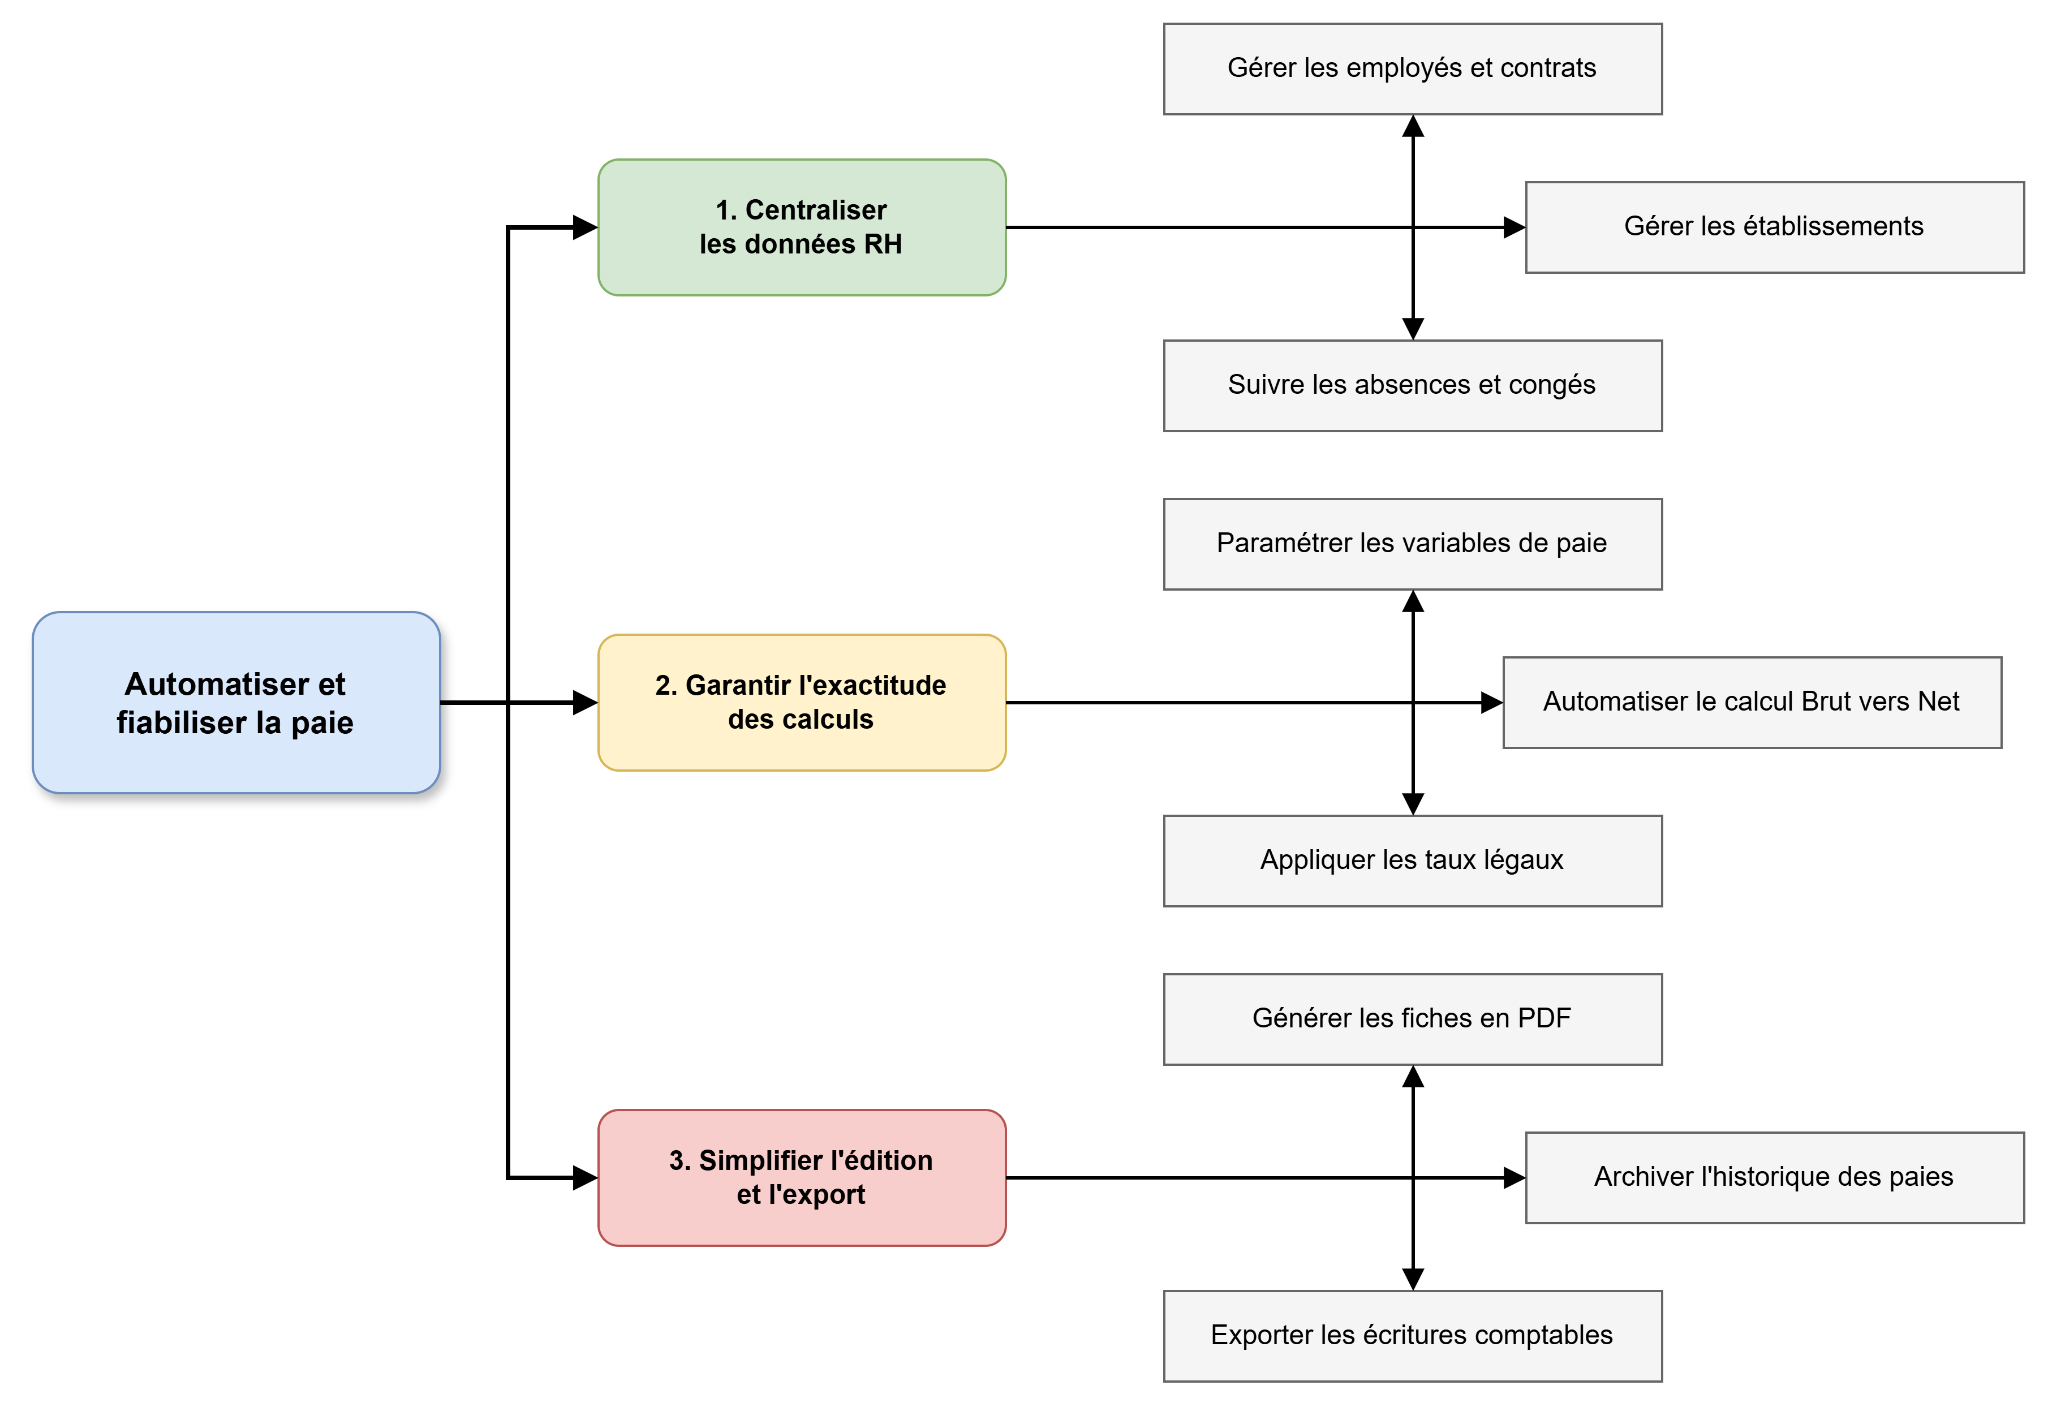 Automatiser et
fiabiliser la paie
1. Centraliser
les données RH
Gérer les employés et contrats
Gérer les établissements
Suivre les absences et congés
2. Garantir l'exactitude
des calculs
Paramétrer les variables de paie
Automatiser le calcul Brut vers Net
Appliquer les taux légaux
3. Simplifier l'édition
et l'export
Générer les fiches en PDF
Archiver l'historique des paies
Exporter les écritures comptables